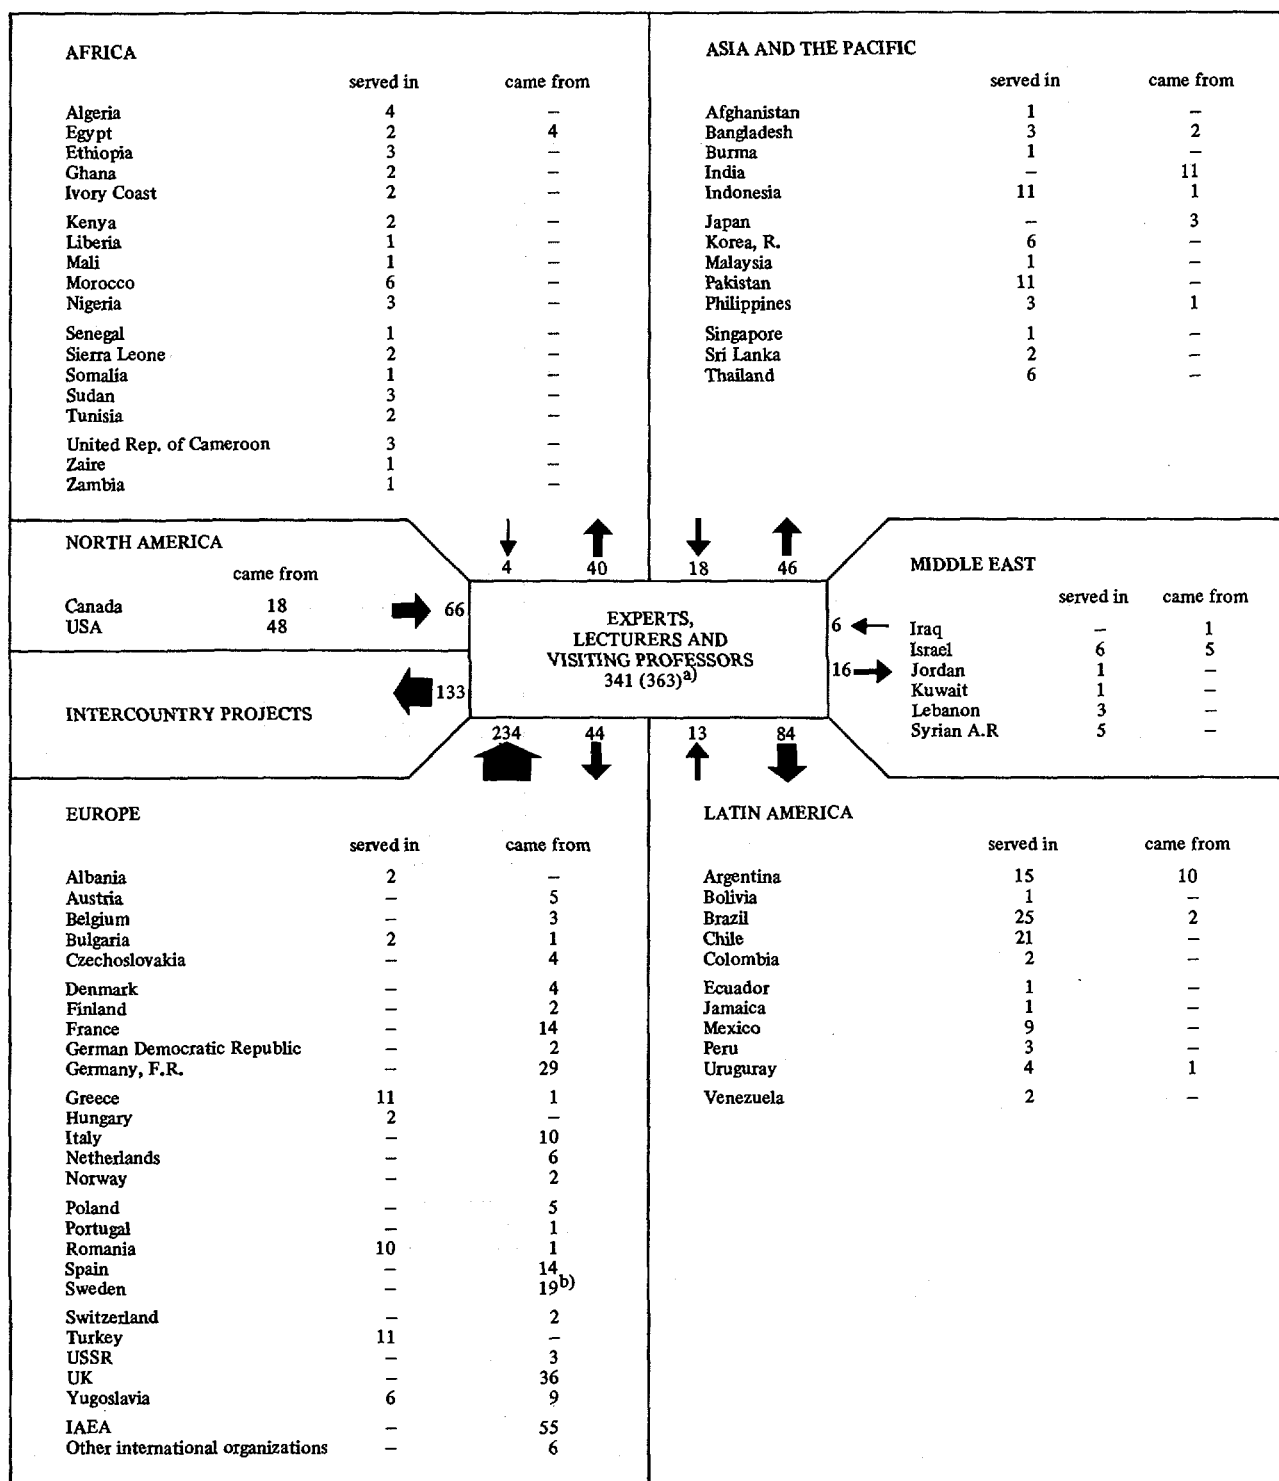 AFRICA
served in came from
Algeria 4 –
Egypt 2 4
Ethiopia 3 –
Ghana 2 –
Ivory Coast 2 –
Kenya 2 –
Liberia 1 –
Mali 1 –
Morocco 6 –
Nigeria 3 –
Senegal 1 –
Sierra Leone 2 –
Somalia 1 –
Sudan 3 –
Tunisia 2 –
United Rep. of Cameroon 3 –
Zaire 1 –
Zambia 1 –
4 40
ASIA AND THE PACIFIC
served in came from
Afghanistan 1 –
Bangladesh 3 2
Burma 1 –
India – 11
Indonesia 11 1
Japan – 3
Korea, R. 6 –
Malaysia 1 –
Pakistan 11 –
Philippines 3 1
Singapore 1 –
Sri Lanka 2 –
Thailand 6 –
18 46
NORTH AMERICA
came from
Canada 18
USA 48
66
INTERCOUNTRY PROJECTS
133
EXPERTS,
LECTURERS AND
VISITING PROFESSORS
341 (363)a)
MIDDLE EAST
served in came from
6 Iraq – 1
Israel 6 5
16 Jordan 1 –
Kuwait 1 –
Lebanon 3 –
Syrian A.R 5 –
234 44
EUROPE
served in came from
Albania 2 –
Austria – 5
Belgium – 3
Bulgaria 2 1
Czechoslovakia – 4
Denmark – 4
Finland – 2
France – 14
German Democratic Republic – 2
Germany, F.R. – 29
Greece 11 1
Hungary 2 –
Italy – 10
Netherlands – 6
Norway – 2
Poland – 5
Portugal – 1
Romania 10 1
Spain – 14
Sweden – 19b)
Switzerland – 2
Turkey 11 –
USSR – 3
UK – 36
Yugoslavia 6 9
IAEA – 55
Other international organizations – 6
13 84
LATIN AMERICA
served in came from
Argentina 15 10
Bolivia 1 –
Brazil 25 2
Chile 21 –
Colombia 2 –
Ecuador 1 –
Jamaica 1 –
Mexico 9 –
Peru 3 –
Uruguray 4 1
Venezuela 2 –